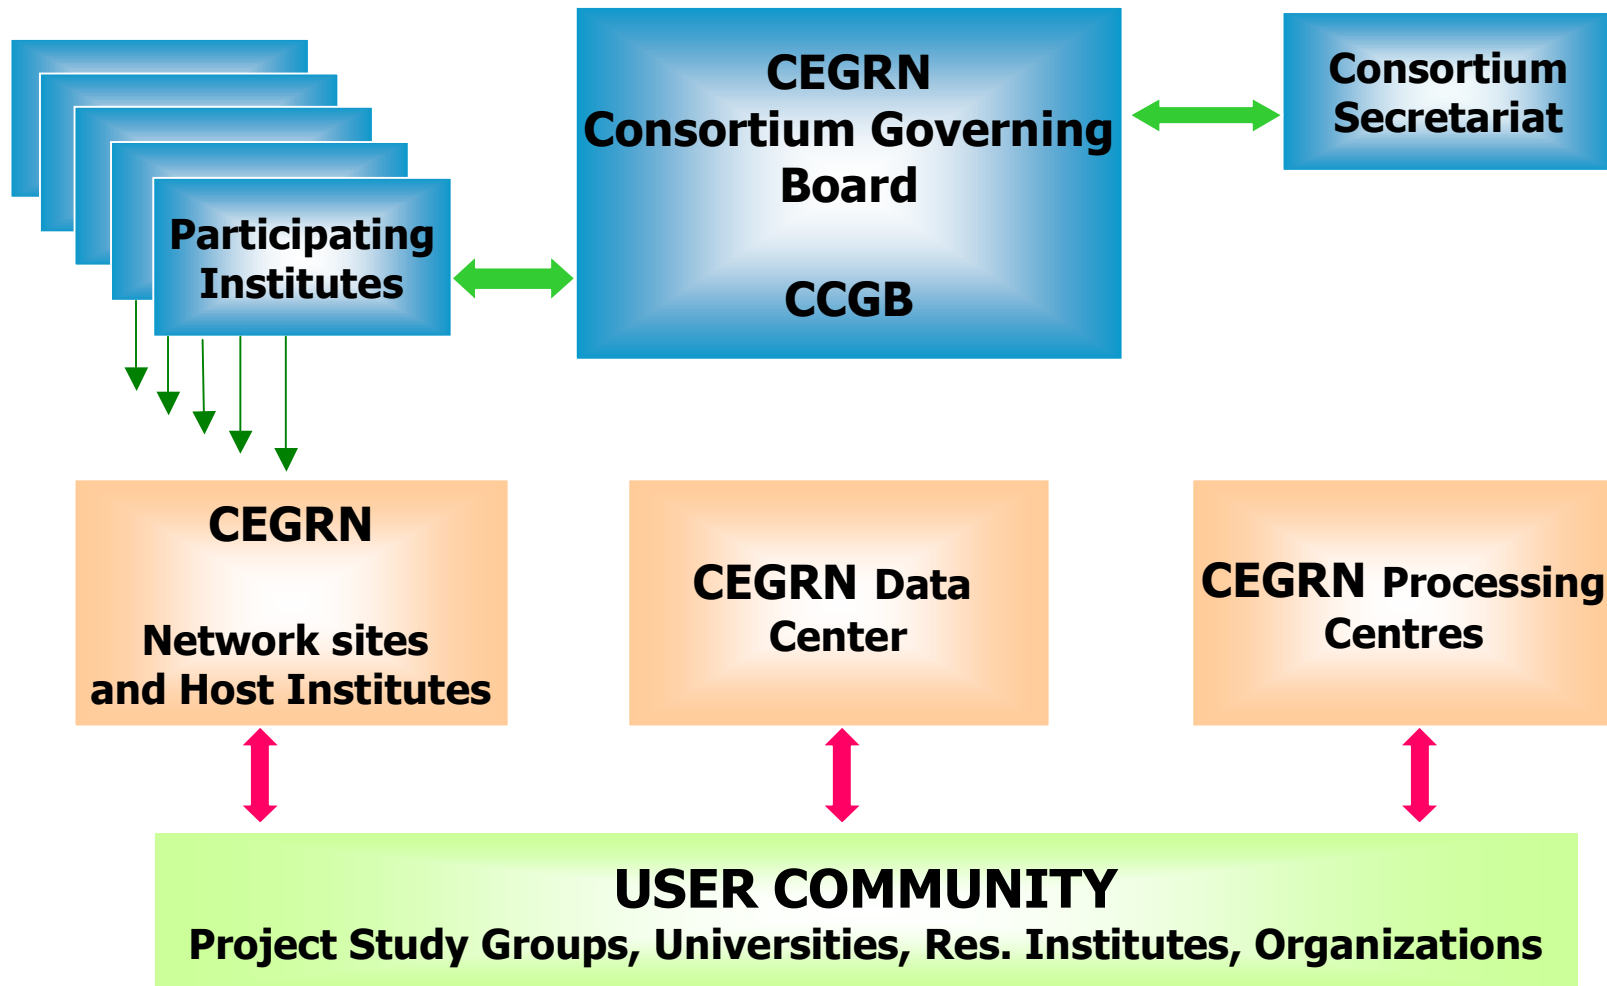 CEGRN
Consortium Governing
Board
CCGB
Consortium
Secretariat
Participating
Institutes
CEGRN
Network sites
and Host Institutes
CEGRN Data
Center
CEGRN Processing
Centres
USER COMMUNITY
Project Study Groups, Universities, Res. Institutes, Organizations